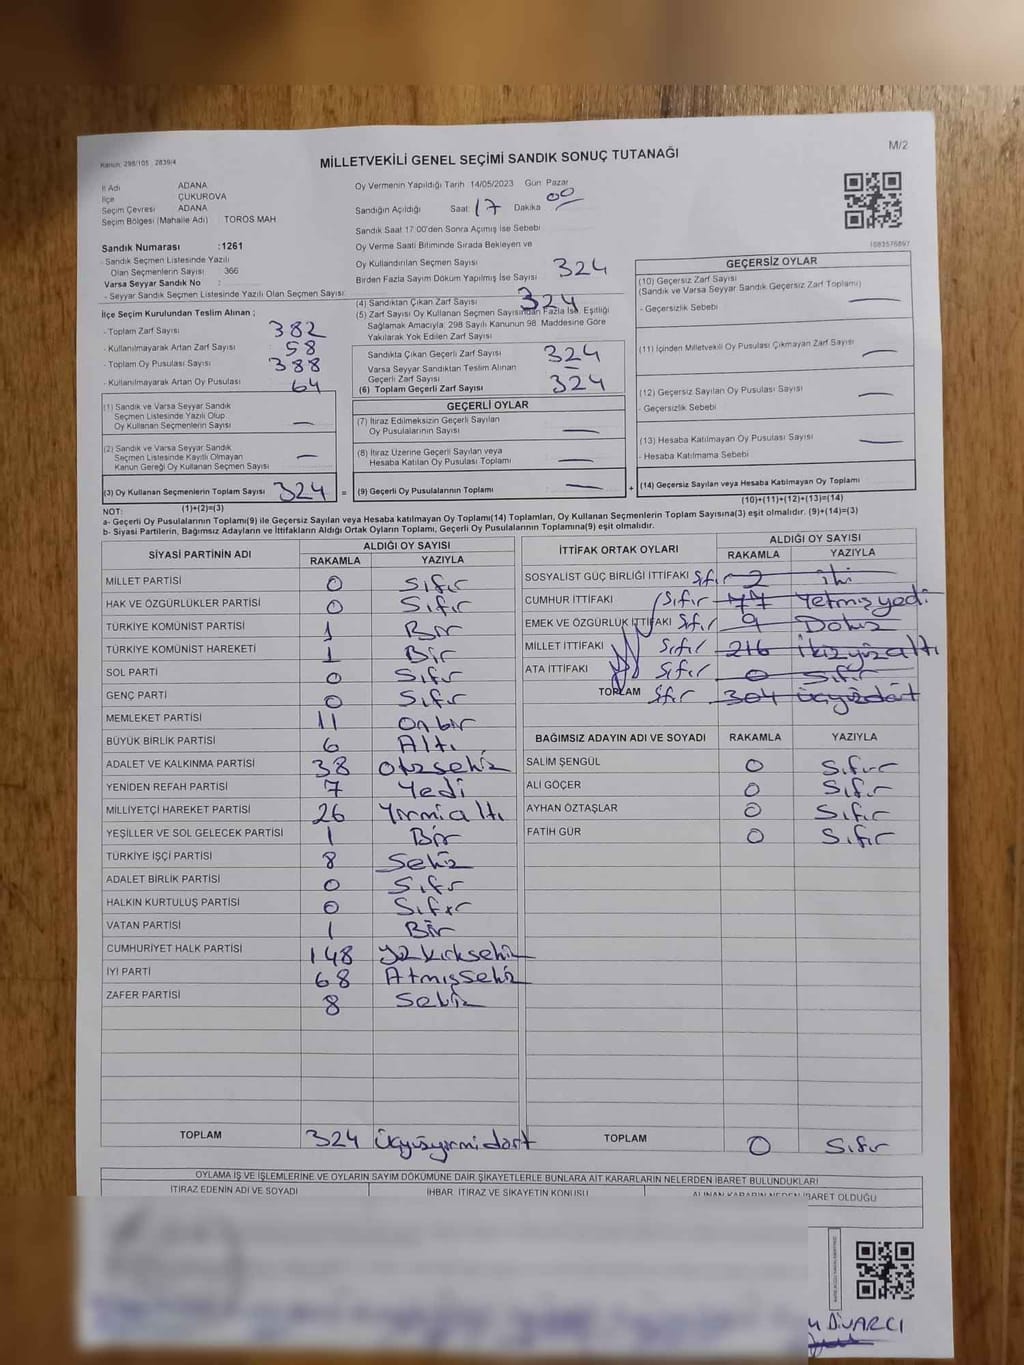 Kanun: 298/105 , 2839/4
MİLLETVEKİLİ GENEL SEÇİMİ SANDIK SONUÇ TUTANAĞI
M/2
İl Adı ADANA
İlçe ÇUKUROVA
Seçim Çevresi ADANA
Seçim Bölgesi (Mahalle Adı) TOROS MAH
Sandık Numarası :1261
- Sandık Seçmen Listesinde Yazılı
Olan Seçmenlerin Sayısı 366
Varsa Seyyar Sandık No :
- Seyyar Sandık Seçmen Listesinde Yazılı Olan Seçmen Sayısı:
İlçe Seçim Kurulundan Teslim Alınan ;
- Toplam Zarf Sayısı 382
- Kullanılmayarak Artan Zarf Sayısı 58
- Toplam Oy Pusulası Sayısı 388
- Kullanılmayarak Artan Oy Pusulası 64
(1) Sandık ve Varsa Seyyar Sandık
Seçmen Listesinde Yazılı Olup
Oy Kullanan Seçmenlerin Sayısı —
(2) Sandık ve Varsa Seyyar Sandık
Seçmen Listesinde Kayıtlı Olmayan
Kanun Gereği Oy Kullanan Seçmen Sayısı —
(3) Oy Kullanan Seçmenlerin Toplam Sayısı 324 =
(1)+(2)=(3)
Oy Vermenin Yapıldığı Tarih 14/05/2023 Gün Pazar
Sandığın Açıldığı Saat 17 Dakika 00
Sandık Saat 17:00'den Sonra Açılmış İse Sebebi
Oy Verme Saati Bitiminde Sırada Bekleyen ve
Oy Kullandırılan Seçmen Sayısı
Birden Fazla Sayım Döküm Yapılmış İse Sayısı 324
(4) Sandıktan Çıkan Zarf Sayısı 324
(5) Zarf Sayısı Oy Kullanan Seçmen Sayısından Fazla İse, Eşitliği
Sağlamak Amacıyla; 298 Sayılı Kanunun 98. Maddesine Göre
Yakılarak Yok Edilen Zarf Sayısı
Sandıkta Çıkan Geçerli Zarf Sayısı 324
Varsa Seyyar Sandıktan Teslim Alınan
Geçerli Zarf Sayısı —
(6) Toplam Geçerli Zarf Sayısı 324
GEÇERLİ OYLAR
(7) İtiraz Edilmeksizin Geçerli Sayılan
Oy Pusulalarının Sayısı —
(8) İtiraz Üzerine Geçerli Sayılan veya
Hesaba Katılan Oy Pusulası Toplamı —
(9) Geçerli Oy Pusulalarının Toplamı — +
1083576897
GEÇERSİZ OYLAR
(10) Geçersiz Zarf Sayısı
(Sandık ve Varsa Seyyar Sandık Geçersiz Zarf Toplamı)
- Geçersizlik Sebebi —
(11) İçinden Milletvekili Oy Pusulası Çıkmayan Zarf Sayısı —
(12) Geçersiz Sayılan Oy Pusulası Sayısı —
- Geçersizlik Sebebi
(13) Hesaba Katılmayan Oy Pusulası Sayısı —
- Hesaba Katılmama Sebebi
(14) Geçersiz Sayılan veya Hesaba Katılmayan Oy Toplamı
(10)+(11)+(12)+(13)=(14)
NOT:
a- Geçerli Oy Pusulalarının Toplamı(9) ile Geçersiz Sayılan veya Hesaba katılmayan Oy Toplamı(14) Toplamları, Oy Kullanan Seçmenlerin Toplam Sayısına(3) eşit olmalıdır. (9)+(14)=(3)
b- Siyasi Partilerin, Bağımsız Adayların ve İttifakların Aldığı Ortak Oyların Toplamı, Geçerli Oy Pusulalarının Toplamına(9) eşit olmalıdır.
SİYASİ PARTİNİN ADI ALDIĞI OY SAYISI
RAKAMLA YAZIYLA
MİLLET PARTİSİ 0 Sıfır
HAK VE ÖZGÜRLÜKLER PARTİSİ 0 Sıfır
TÜRKİYE KOMÜNİST PARTİSİ 1 Bir
TÜRKİYE KOMÜNİST HAREKETİ 1 Bir
SOL PARTİ 0 Sıfır
GENÇ PARTİ 0 Sıfır
MEMLEKET PARTİSİ 11 Onbir
BÜYÜK BİRLİK PARTİSİ 6 Altı
ADALET VE KALKINMA PARTİSİ 38 Otuzsekiz
YENİDEN REFAH PARTİSİ 7 Yedi
MİLLİYETÇİ HAREKET PARTİSİ 26 Yirmialtı
YEŞİLLER VE SOL GELECEK PARTİSİ 1 Bir
TÜRKİYE İŞÇİ PARTİSİ 8 Sekiz
ADALET BİRLİK PARTİSİ 0 Sıfır
HALKIN KURTULUŞ PARTİSİ 0 Sıfır
VATAN PARTİSİ 1 Bir
CUMHURİYET HALK PARTİSİ 148 Yüzkırksekiz
İYİ PARTİ 68 Atmışsekiz
ZAFER PARTİSİ 8 Sekiz
TOPLAM 324 Üçyüzyirmidört
İTTİFAK ORTAK OYLARI ALDIĞI OY SAYISI
RAKAMLA YAZIYLA
SOSYALİST GÜÇ BİRLİĞİ İTTİFAKI Sıfır 2 iki
CUMHUR İTTİFAKI Sıfır 77 Yetmişyedi
EMEK VE ÖZGÜRLÜK İTTİFAKI Sıfır 9 Dokuz
MİLLET İTTİFAKI Sıfır 216 ikiyüzaltı
ATA İTTİFAKI Sıfır 0 Sıfır
TOPLAM Sıfır 304 üçyüzdört
BAĞIMSIZ ADAYIN ADI VE SOYADI RAKAMLA YAZIYLA
SALİM ŞENGÜL 0 Sıfır
ALİ GÖÇER 0 Sıfır
AYHAN ÖZTAŞLAR 0 Sıfır
FATİH GÜR 0 Sıfır
TOPLAM 0 Sıfır
OYLAMA İŞ VE İŞLEMLERİNE VE OYLARIN SAYIM DÖKÜMÜNE DAİR ŞİKAYETLERLE BUNLARA AİT KARARLARIN NELERDEN İBARET BULUNDUKLARI
İTİRAZ EDENİN ADI VE SOYADI İHBAR, İTİRAZ VE ŞİKAYETİN KONUSU ALINAN KARARIN NEDEN İBARET OLDUĞU
DİVARCI